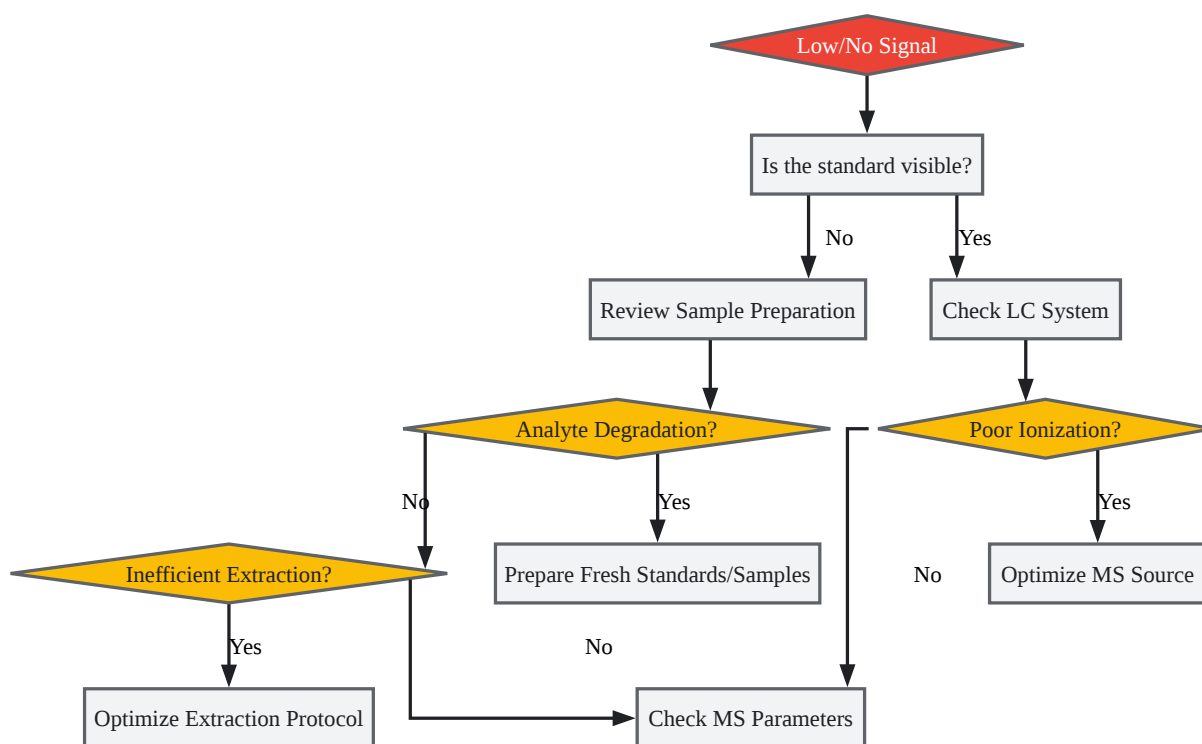 Low/No Signal
Is the standard visible?
No
Yes
Review Sample Preparation
Check LC System
Analyte Degradation?
Poor Ionization?
No
Yes
Yes
Inefficient Extraction?
Prepare Fresh Standards/Samples
No
Optimize MS Source
Yes
No
Optimize Extraction Protocol
Check MS Parameters